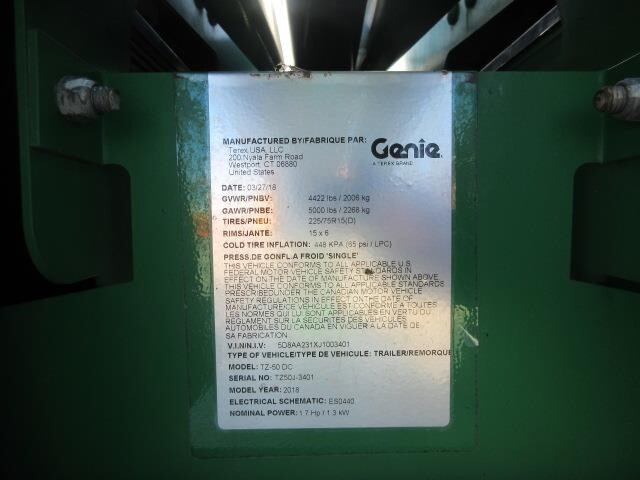 MANUFACTURED BY/FABRIQUE PAR:
Genie
A TEREX BRAND
Terex USA, LLC
200 Nyala Farm Road
Westport, CT 06880
United States
DATE: 03/27/18
GVWR/PNBV: 4422 lbs / 2006 kg
GAWR/PNBE: 5000 lbs / 2268 kg
TIRES/PNEU: 225/75R15(D)
RIMS/JANTE: 15 x 6
COLD TIRE INFLATION: 448 KPA (65 psi / LPC)
PRESS.DE GONFL.A FROID 'SINGLE'
THIS VEHICLE CONFORMS TO ALL APPLICABLE U.S.
FEDERAL MOTOR VEHICLE SAFETY STANDARDS IN
EFFECT ON THE DATE OF MANUFACTURE SHOWN ABOVE
THIS VEHICLE CONFORMS TO ALL APPLICABLE STANDARDS
PRESCRIBEDUNDER THE CANADIAN MOTOR VEHICLE
SAFETY REGULATIONS IN EFFECT ON THE DATE OF
MANUFACTURE/CE VEHICULE EST.CONFORME A TOUTES
LES NORMES QUI LUI SONT APPLICABLES EN VERTU DU
REGLAMENT SUR LA SECURITES DES VEHICULES
AUTOMOBILES DU CANADA EN VIGUER A LA DATE DE
SA FABRICATION.
V.I.N/N.I.V: 5D8AA231XJ1003401
TYPE OF VEHICLE/TYPE DE VEHICULE: TRAILER/REMORQUE
MODEL: TZ-50 DC
SERIAL NO: TZ50J-3401
MODEL YEAR: 2018
ELECTRICAL SCHEMATIC: ES0440
NOMINAL POWER: 1.7 Hp / 1.3 kW